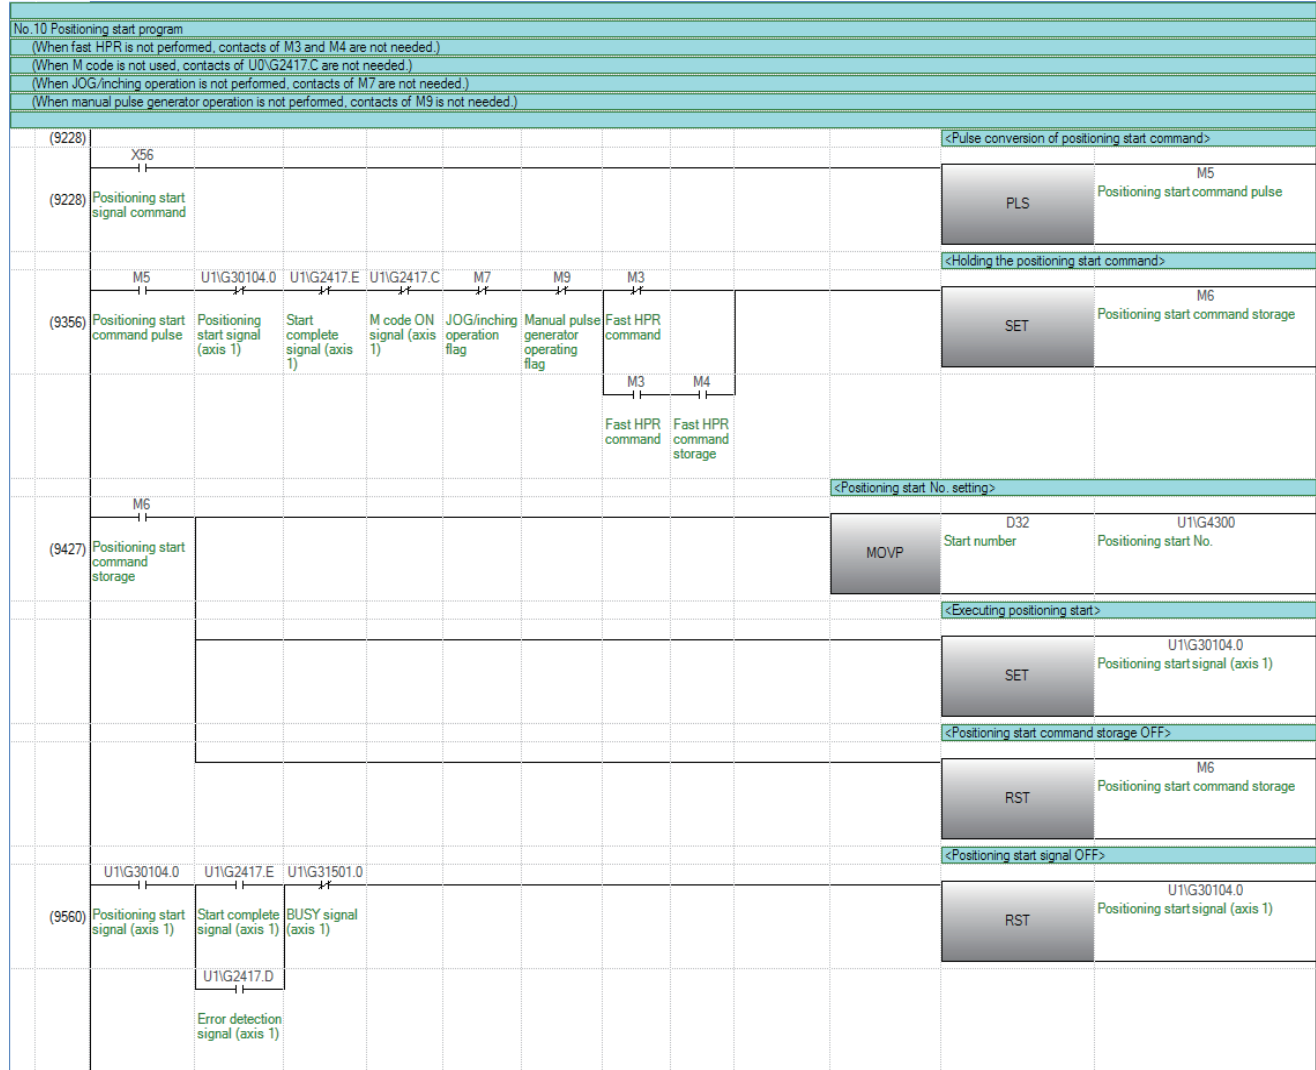 No.10 Positioning start program
(When fast HPR is not performed, contacts of M3 and M4 are not needed.)
(When M code is not used, contacts of U0\G2417.C are not needed.)
(When JOG/inching operation is not performed, contacts of M7 are not needed.)
(When manual pulse generator operation is not performed, contacts of M9 is not needed.)
(9228)
<Pulse conversion of positioning start command>
X56
(9228)
Positioning start
signal command
PLS
M5
Positioning start command pulse
<Holding the positioning start command>
M5
U1\G30104.0
U1\G2417.E
U1\G2417.C
M7
M9
M3
(9356)
Positioning start
command pulse
Positioning
start signal
(axis 1)
Start
complete
signal (axis
1)
M code ON
signal (axis
1)
JOG/inching
operation
flag
Manual pulse
generator
operating
flag
Fast HPR
command
SET
M6
Positioning start command storage
M3
M4
Fast HPR
command
Fast HPR
command
storage
<Positioning start No. setting>
M6
(9427)
Positioning start
command
storage
MOVP
D32
Start number
U1\G4300
Positioning start No.
<Executing positioning start>
SET
U1\G30104.0
Positioning start signal (axis 1)
<Positioning start command storage OFF>
RST
M6
Positioning start command storage
<Positioning start signal OFF>
U1\G30104.0
U1\G2417.E
U1\G31501.0
(9560)
Positioning start
signal (axis 1)
Start complete
signal (axis 1)
BUSY signal
(axis 1)
RST
U1\G30104.0
Positioning start signal (axis 1)
U1\G2417.D
Error detection
signal (axis 1)